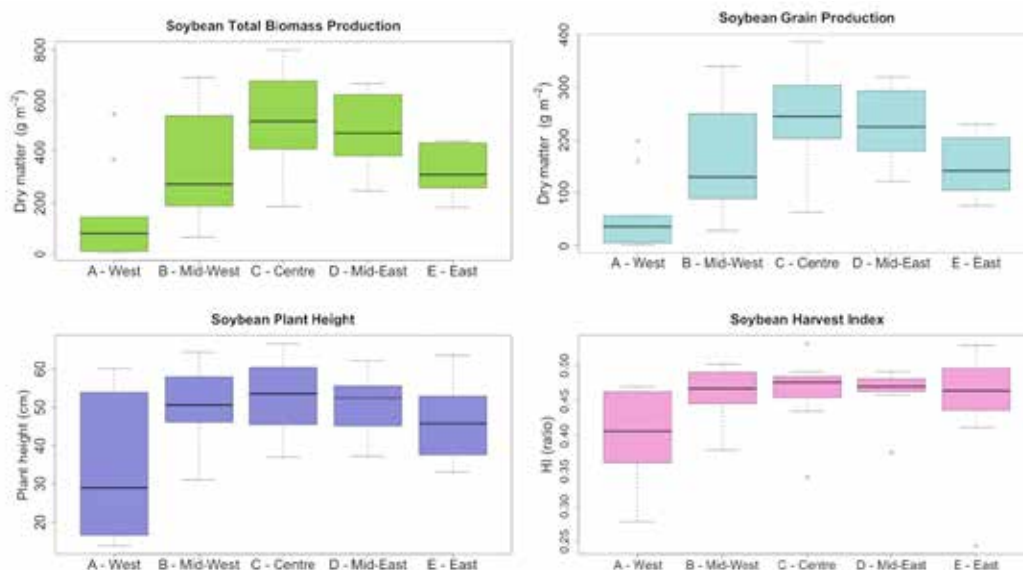 Soybean Total Biomass Production
Dry matter (g m⁻²)
800
600
400
200
0
A - West B - Mid-West C - Centre D - Mid-East E - East
Soybean Grain Production
Dry matter (g m⁻²)
400
300
200
100
0
A - West B - Mid-West C - Centre D - Mid-East E - East
Soybean Plant Height
Plant height (cm)
60
50
40
30
20
A - West B - Mid-West C - Centre D - Mid-East E - East
Soybean Harvest Index
HI (ratio)
0.50
0.45
0.40
0.35
0.30
0.25
A - West B - Mid-West C - Centre D - Mid-East E - East